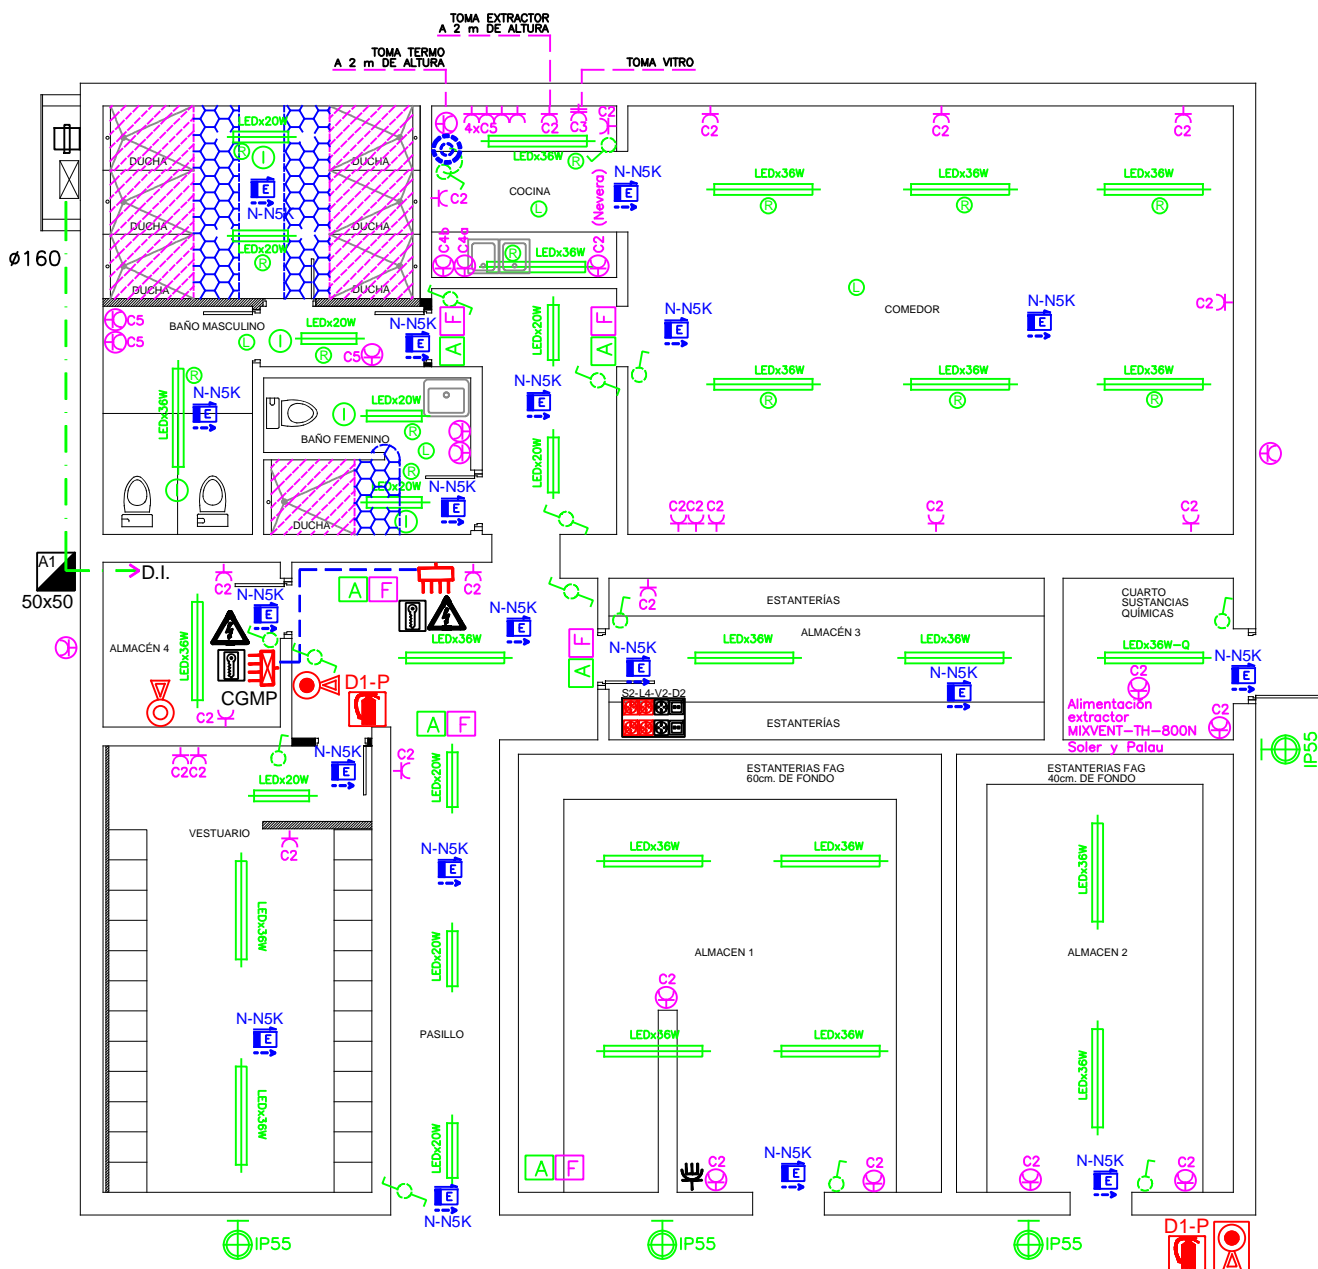 TOMA EXTRACTOR
A 2 m DE ALTURA
TOMA TERMO
A 2 m DE ALTURA
TOMA VITRO
4xC5
C2
C3
C2
C2
C2
C2
LEDx20W
R
I
DUCHA
DUCHA
N-N5K
E
LEDx36W
R
COCINA
L
C2
(Nevera)
N-N5K
E
LEDx36W
R
LEDx36W
R
LEDx36W
R
Ø160
DUCHA
DUCHA
LEDx20W
R
C4b
C4a
R
LEDx36W
C2
DUCHA
DUCHA
L
COMEDOR
C2
C5
C5
BAÑO MASCULINO
L
I
LEDx20W
R
C5
N-N5K
E
F
A
LEDx20W
F
A
N-N5K
E
N-N5K
E
LEDx36W
R
N-N5K
E
I
LEDx20W
R
BAÑO FEMENINO
L
R
N-N5K
E
LEDx36W
R
LEDx36W
R
LEDx36W
R
I
LEDx20W
I
DUCHA
N-N5K
E
LEDx20W
C2
C2
C2
C2
C2
A1
50x50
D.I.
C2
N-N5K
E
A
F
C2
N-N5K
E
C2
ESTANTERÍAS
CUARTO
SUSTANCIAS
QUÍMICAS
ALMACÉN 4
LEDx36W
CGMP
C2
LEDx36W
F
A
ALMACÉN 3
LEDx36W
LEDx36W
N-N5K
E
N-N5K
E
LEDx36W-Q
N-N5K
E
C2
D1-P
S2-L4-V2-D2
ESTANTERÍAS
Alimentación
extractor
MIXVENT-TH-800N
Soler y Palau
C2
IP55
A
F
C2
C2
N-N5K
E
C2
LEDx20W
LEDx20W
VESTUARIO
C2
ESTANTERIAS FAG
60cm. DE FONDO
ESTANTERIAS FAG
40cm. DE FONDO
N-N5K
E
LEDx36W
LEDx36W
LEDx36W
LEDx36W
LEDx20W
ALMACEN 1
ALMACEN 2
C2
N-N5K
E
PASILLO
LEDx36W
LEDx36W
LEDx36W
LEDx36W
LEDx20W
E
N-N5K
A
F
C2
N-N5K
E
C2
C2
N-N5K
E
C2
IP55
IP55
IP55
D1-P